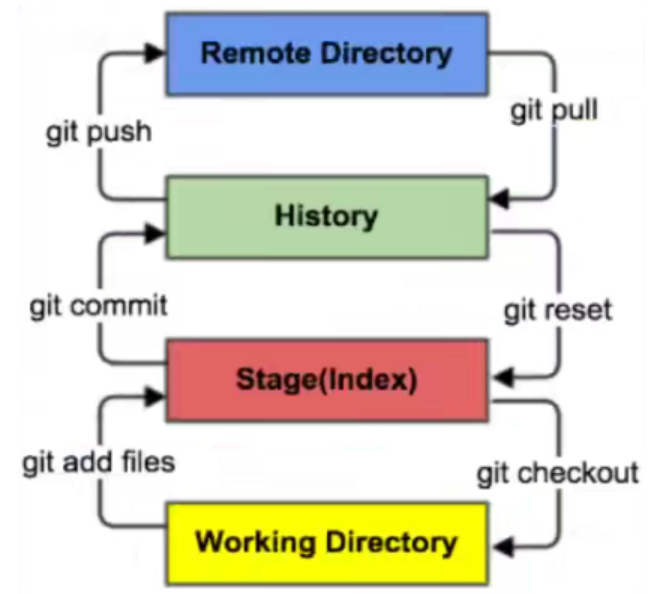 Remote Directory
git push
git pull
History
git commit
git reset
Stage(Index)
git add files
git checkout
Working Directory